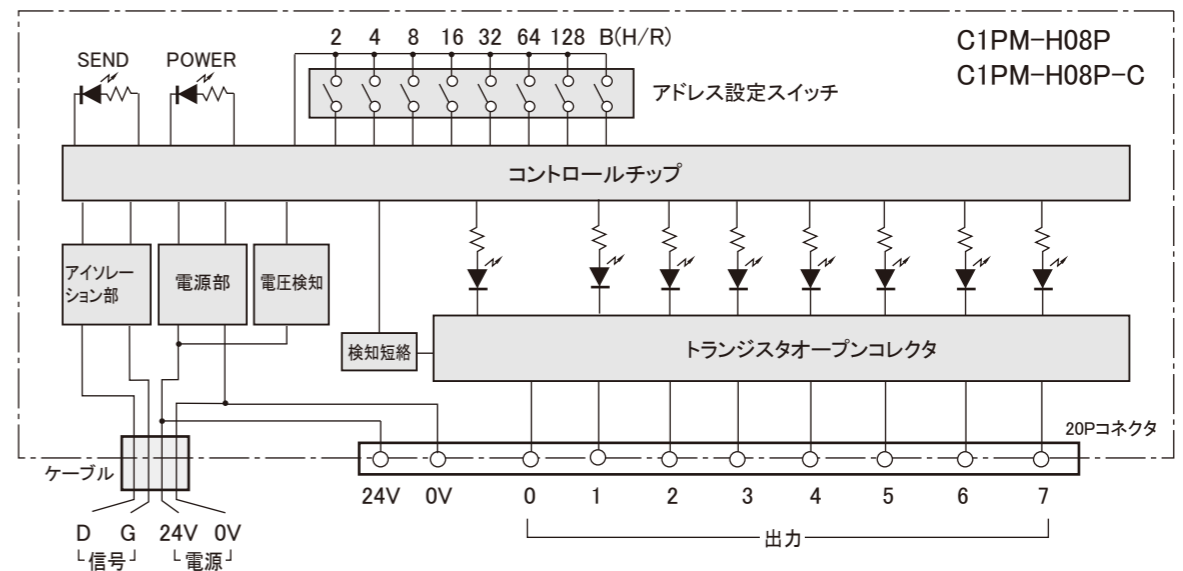 2 4 8 16 32 64 128 B(H/R)
C1PM-H08P
C1PM-H08P-C
SEND POWER
アドレス設定スイッチ
コントロールチップ
アイソレー
ション部
電源部
電圧検知
検知短絡
トランジスタオープンコレクタ
20Pコネクタ
ケーブル
24V 0V 0 1 2 3 4 5 6 7
D G 24V 0V
出力
信号 電源